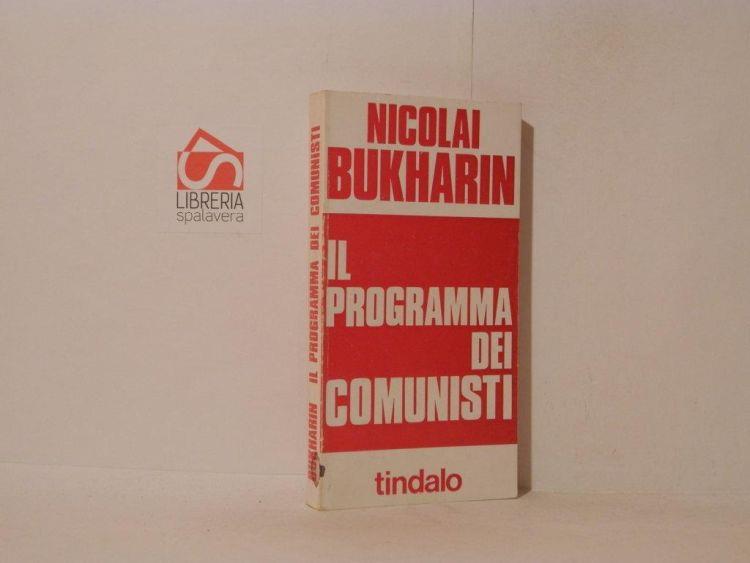 LIBRERIA
spalavera
BUKHARIN IL PROGRAMMA DEI COMUNISTI
NICOLAI
BUKHARIN
IL
PROGRAMMA
DEI
COMUNISTI
tindalo